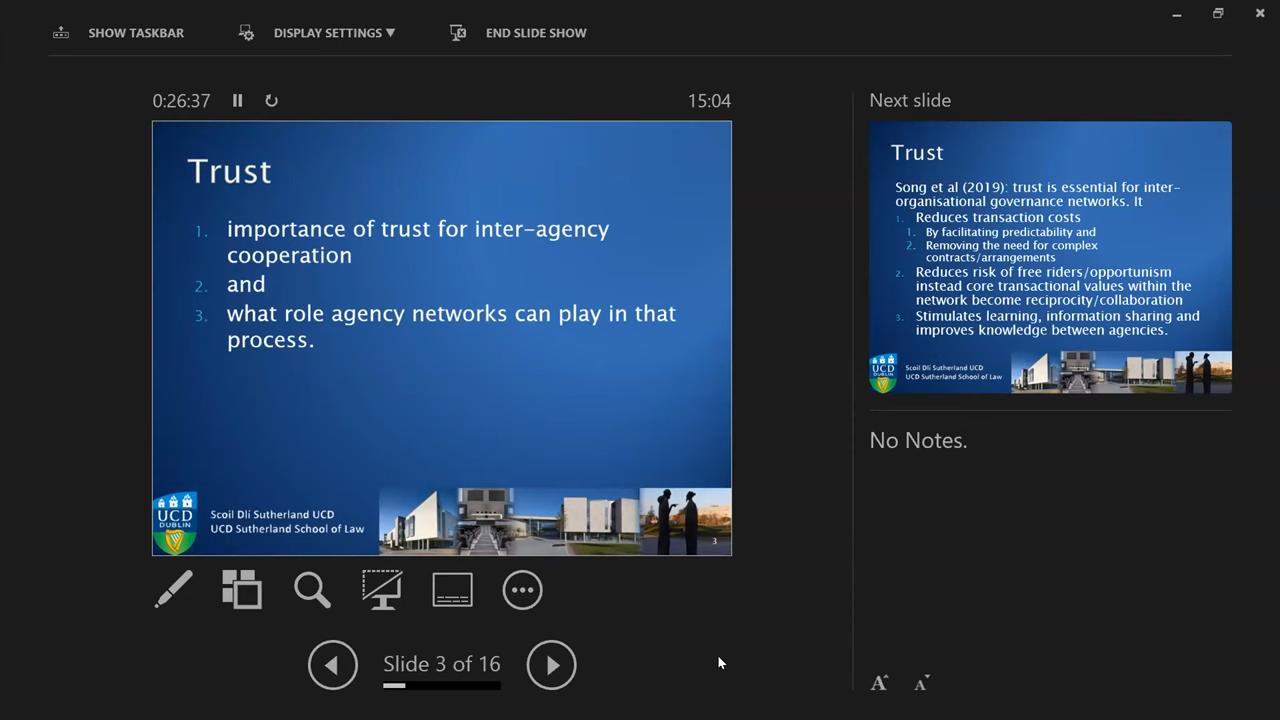 SHOW TASKBAR
DISPLAY SETTINGS ▼
END SLIDE SHOW
0:26:37
15:04
Trust
1. importance of trust for inter-agency
cooperation
2. and
3. what role agency networks can play in that
process.
UCD
DUBLIN
Scoil Dlí Sutherland UCD
UCD Sutherland School of Law
3
Slide 3 of 16
Next slide
Trust
Song et al (2019): trust is essential for inter-
organisational governance networks. It
1. Reduces transaction costs
1. By facilitating predictability and
2. Removing the need for complex
contracts/arrangements
2. Reduces risk of free riders/opportunism
instead core transactional values within the
network become reciprocity/collaboration
3. Stimulates learning, information sharing and
improves knowledge between agencies.
UCD
DUBLIN
Scoil Dlí Sutherland UCD
UCD Sutherland School of Law
No Notes.
A A